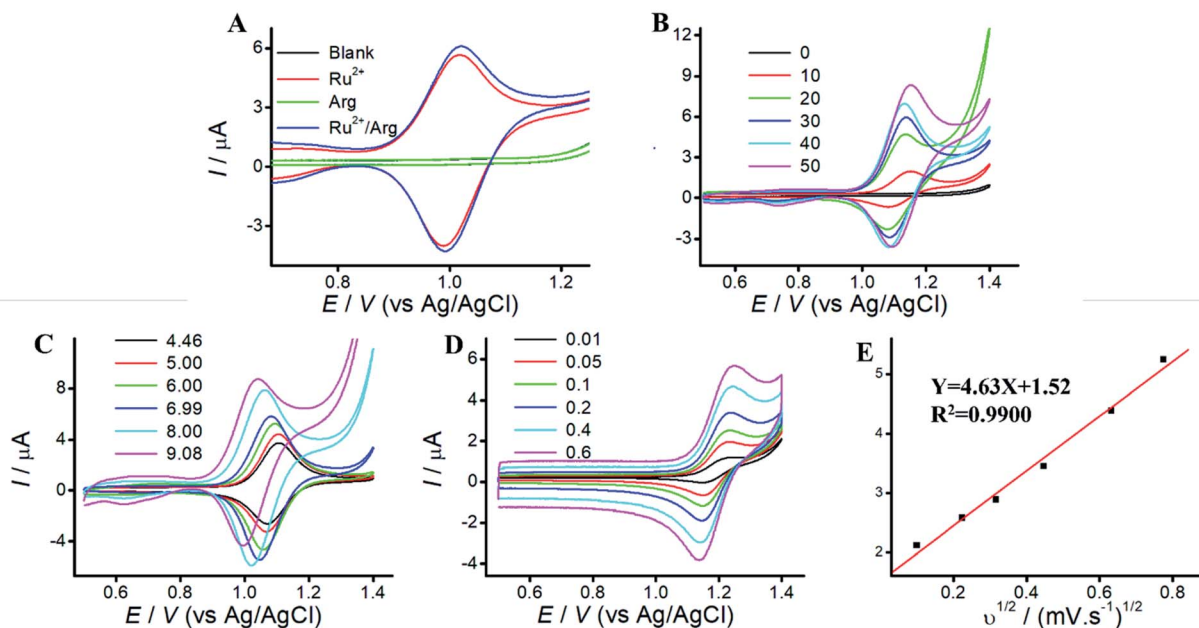 A
I / μA
6
3
0
-3
Blank
Ru²⁺
Arg
Ru²⁺/Arg
0.8 1.0 1.2
E / V (vs Ag/AgCl)
B
I / μA
12
9
6
3
0
-3
0
10
20
30
40
50
0.6 0.8 1.0 1.2 1.4
E / V (vs Ag/AgCl)
C
I / μA
8
4
0
-4
4.46
5.00
6.00
6.99
8.00
9.08
0.6 0.8 1.0 1.2 1.4
E / V (vs Ag/AgCl)
D
I / μA
6
4
2
0
-2
-4
0.01
0.05
0.1
0.2
0.4
0.6
0.6 0.8 1.0 1.2 1.4
E / V (vs Ag/AgCl)
E
5
4
3
2
Y=4.63X+1.52
R²=0.9900
0.0 0.2 0.4 0.6 0.8
υ¹ᐟ² / (mV.s⁻¹)¹ᐟ²